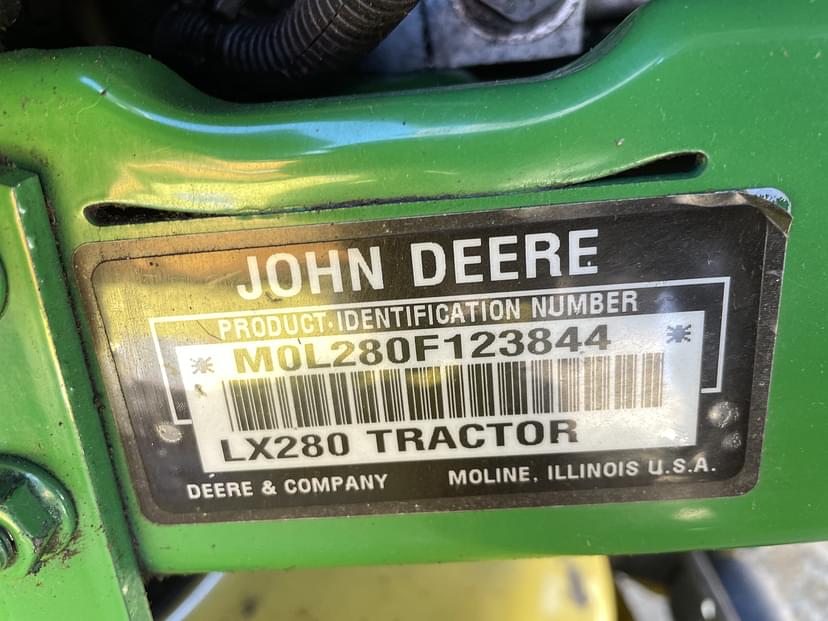 JOHN DEERE
PRODUCT IDENTIFICATION NUMBER
* M0L280F123844 *
LX280 TRACTOR
DEERE & COMPANY MOLINE, ILLINOIS U.S.A.